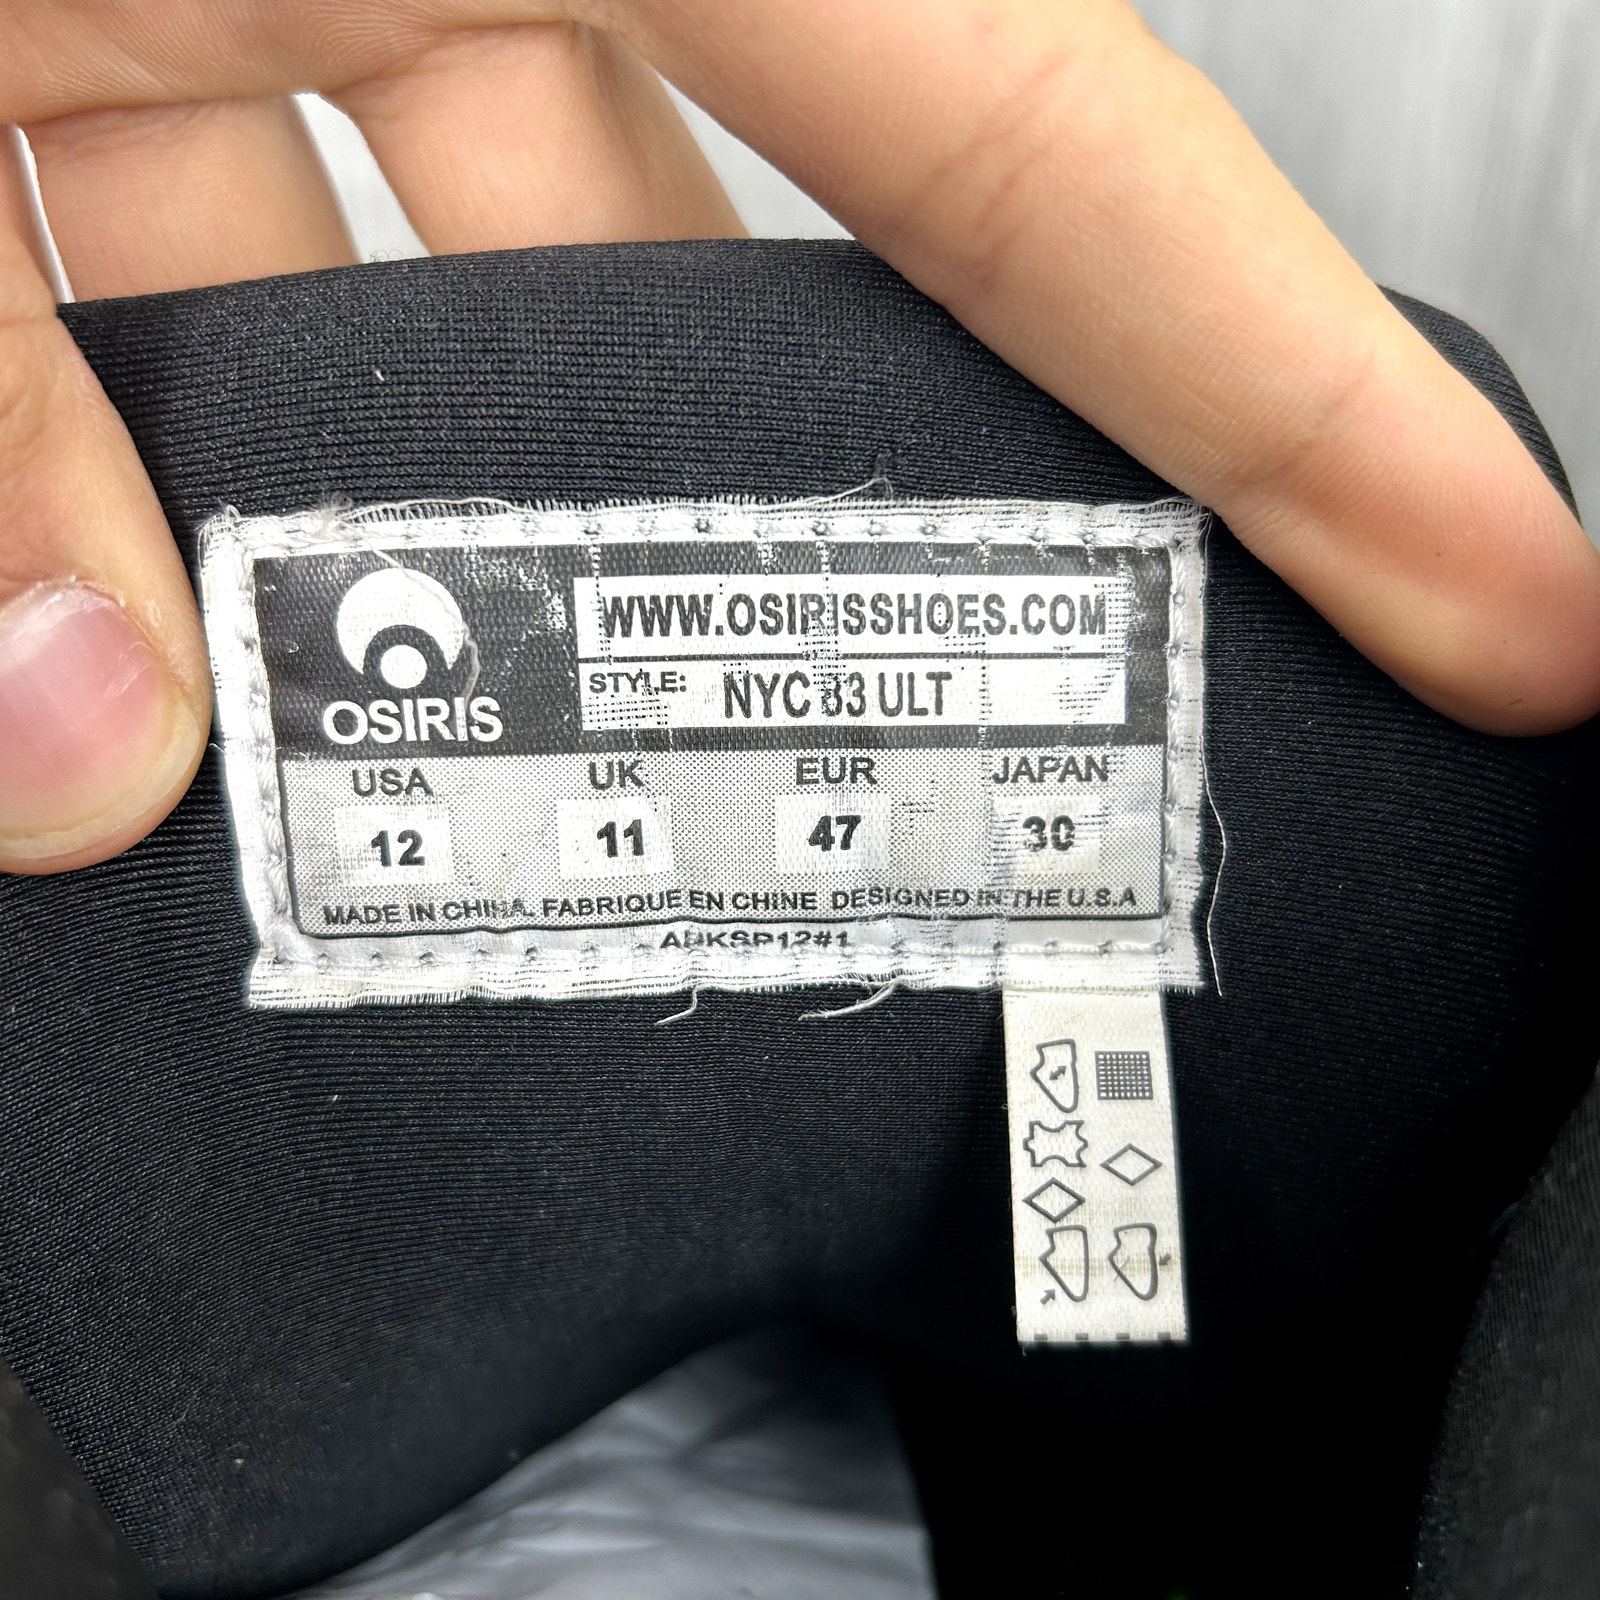 WWW.OSIRISSHOES.COM
OSIRIS
STYLE: NYC 83 ULT
USA UK EUR JAPAN
12 11 47 30
MADE IN CHINA. FABRIQUE EN CHINE DESIGNED IN THE U.S.A